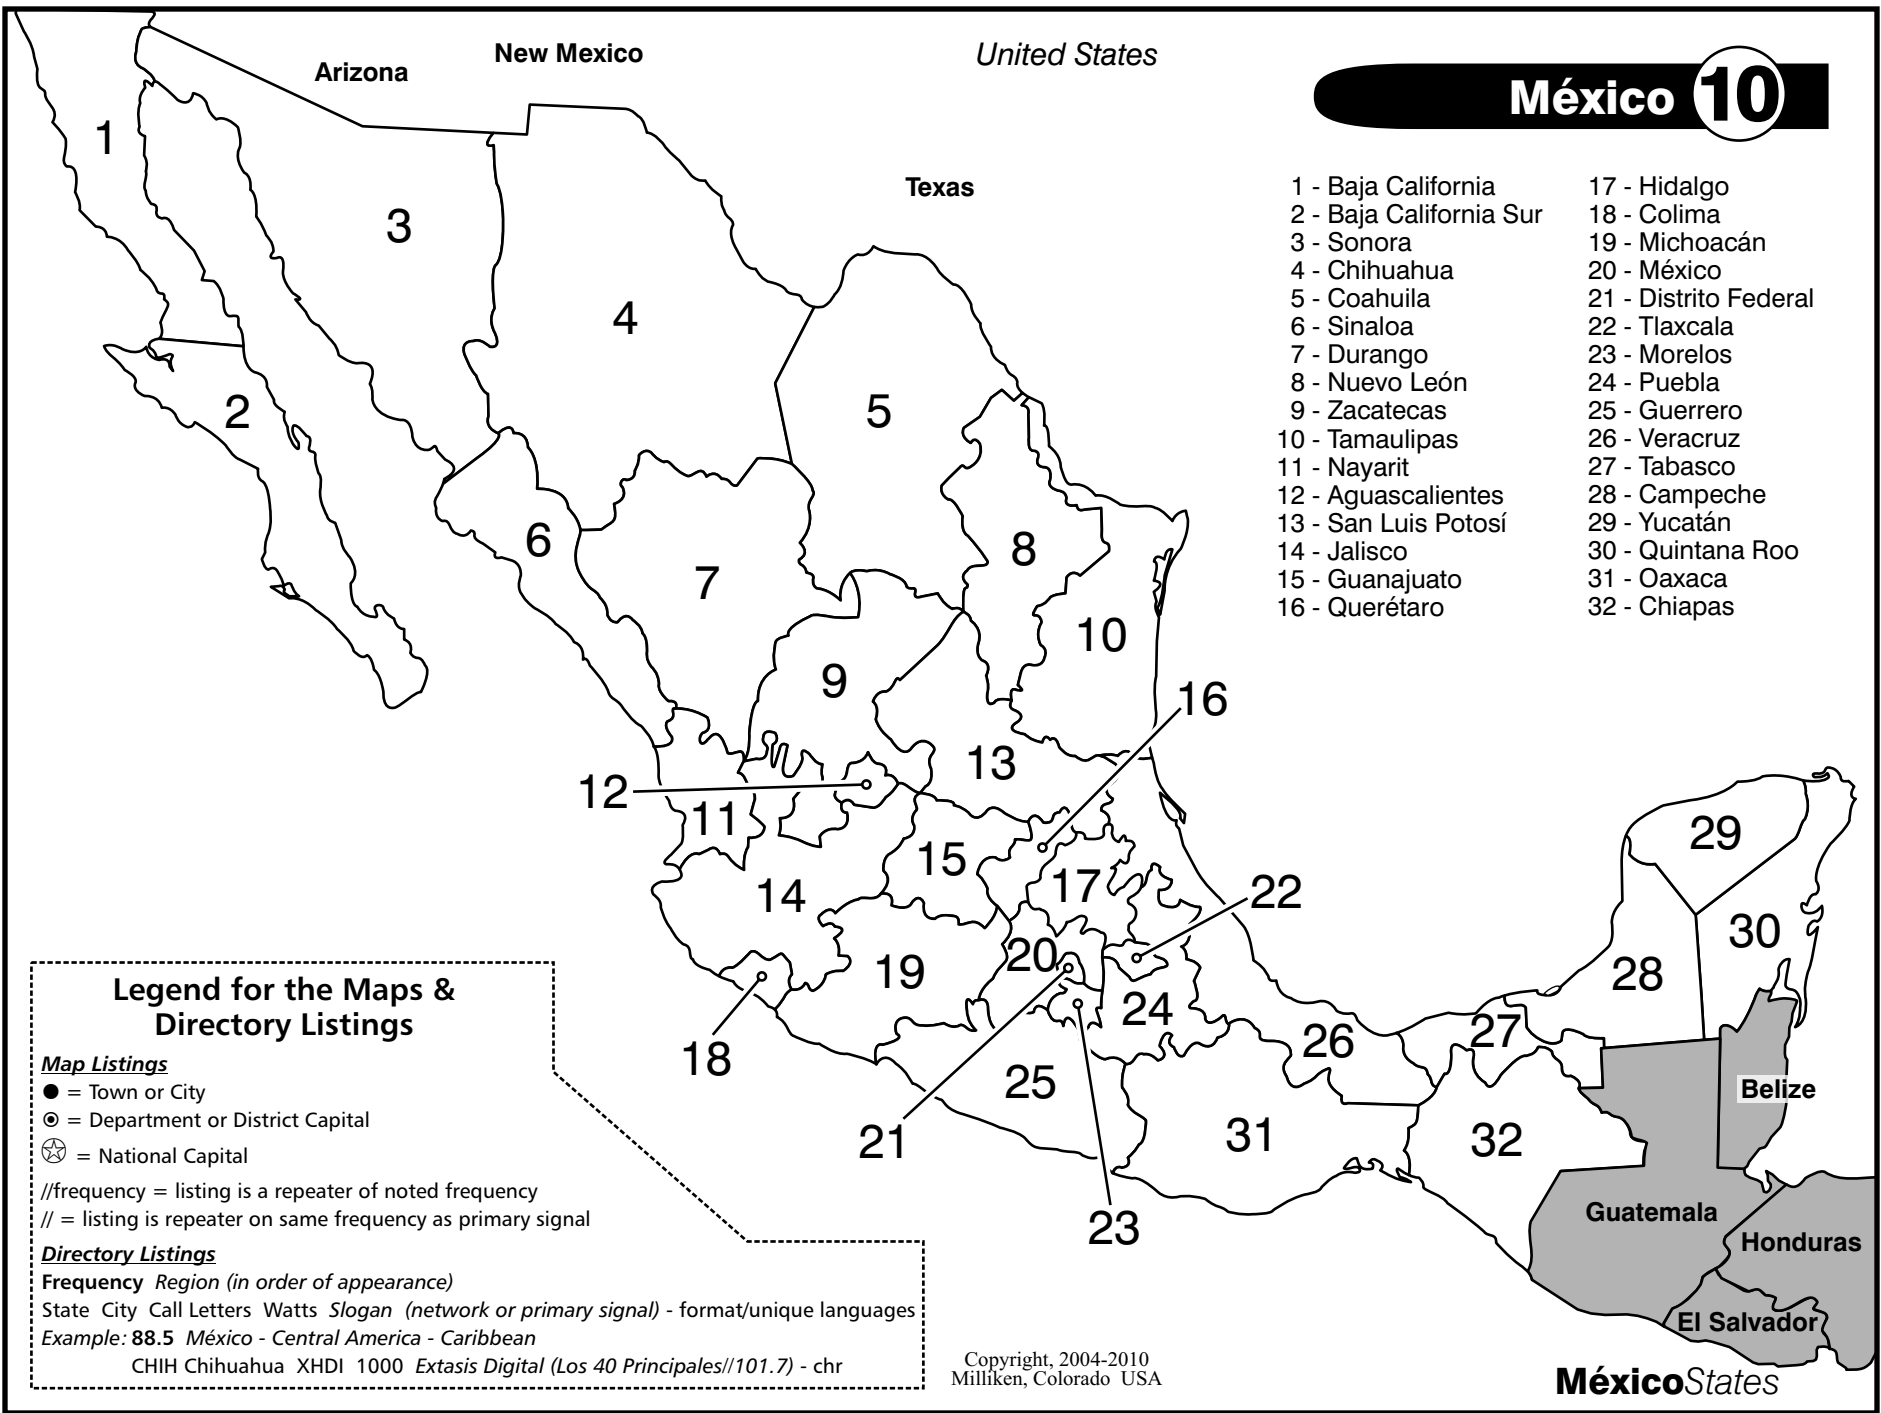 Arizona
New Mexico
United States
Texas
México 10
1 - Baja California
2 - Baja California Sur
3 - Sonora
4 - Chihuahua
5 - Coahuila
6 - Sinaloa
7 - Durango
8 - Nuevo León
9 - Zacatecas
10 - Tamaulipas
11 - Nayarit
12 - Aguascalientes
13 - San Luis Potosí
14 - Jalisco
15 - Guanajuato
16 - Querétaro
17 - Hidalgo
18 - Colima
19 - Michoacán
20 - México
21 - Distrito Federal
22 - Tlaxcala
23 - Morelos
24 - Puebla
25 - Guerrero
26 - Veracruz
27 - Tabasco
28 - Campeche
29 - Yucatán
30 - Quintana Roo
31 - Oaxaca
32 - Chiapas
1
2
3
4
5
6
7
8
9
10
11
12
13
14
15
16
17
18
19
20
21
22
23
24
25
26
27
28
29
30
31
32
Belize
Guatemala
Honduras
El Salvador
Legend for the Maps &
Directory Listings
Map Listings
● = Town or City
◉ = Department or District Capital
✪ = National Capital
//frequency = listing is a repeater of noted frequency
// = listing is repeater on same frequency as primary signal
Directory Listings
Frequency Region (in order of appearance)
State City Call Letters Watts Slogan (network or primary signal) - format/unique languages
Example: 88.5 México - Central America - Caribbean
CHIH Chihuahua XHDI 1000 Extasis Digital (Los 40 Principales//101.7) - chr
Copyright, 2004-2010
Milliken, Colorado USA
MéxicoStates